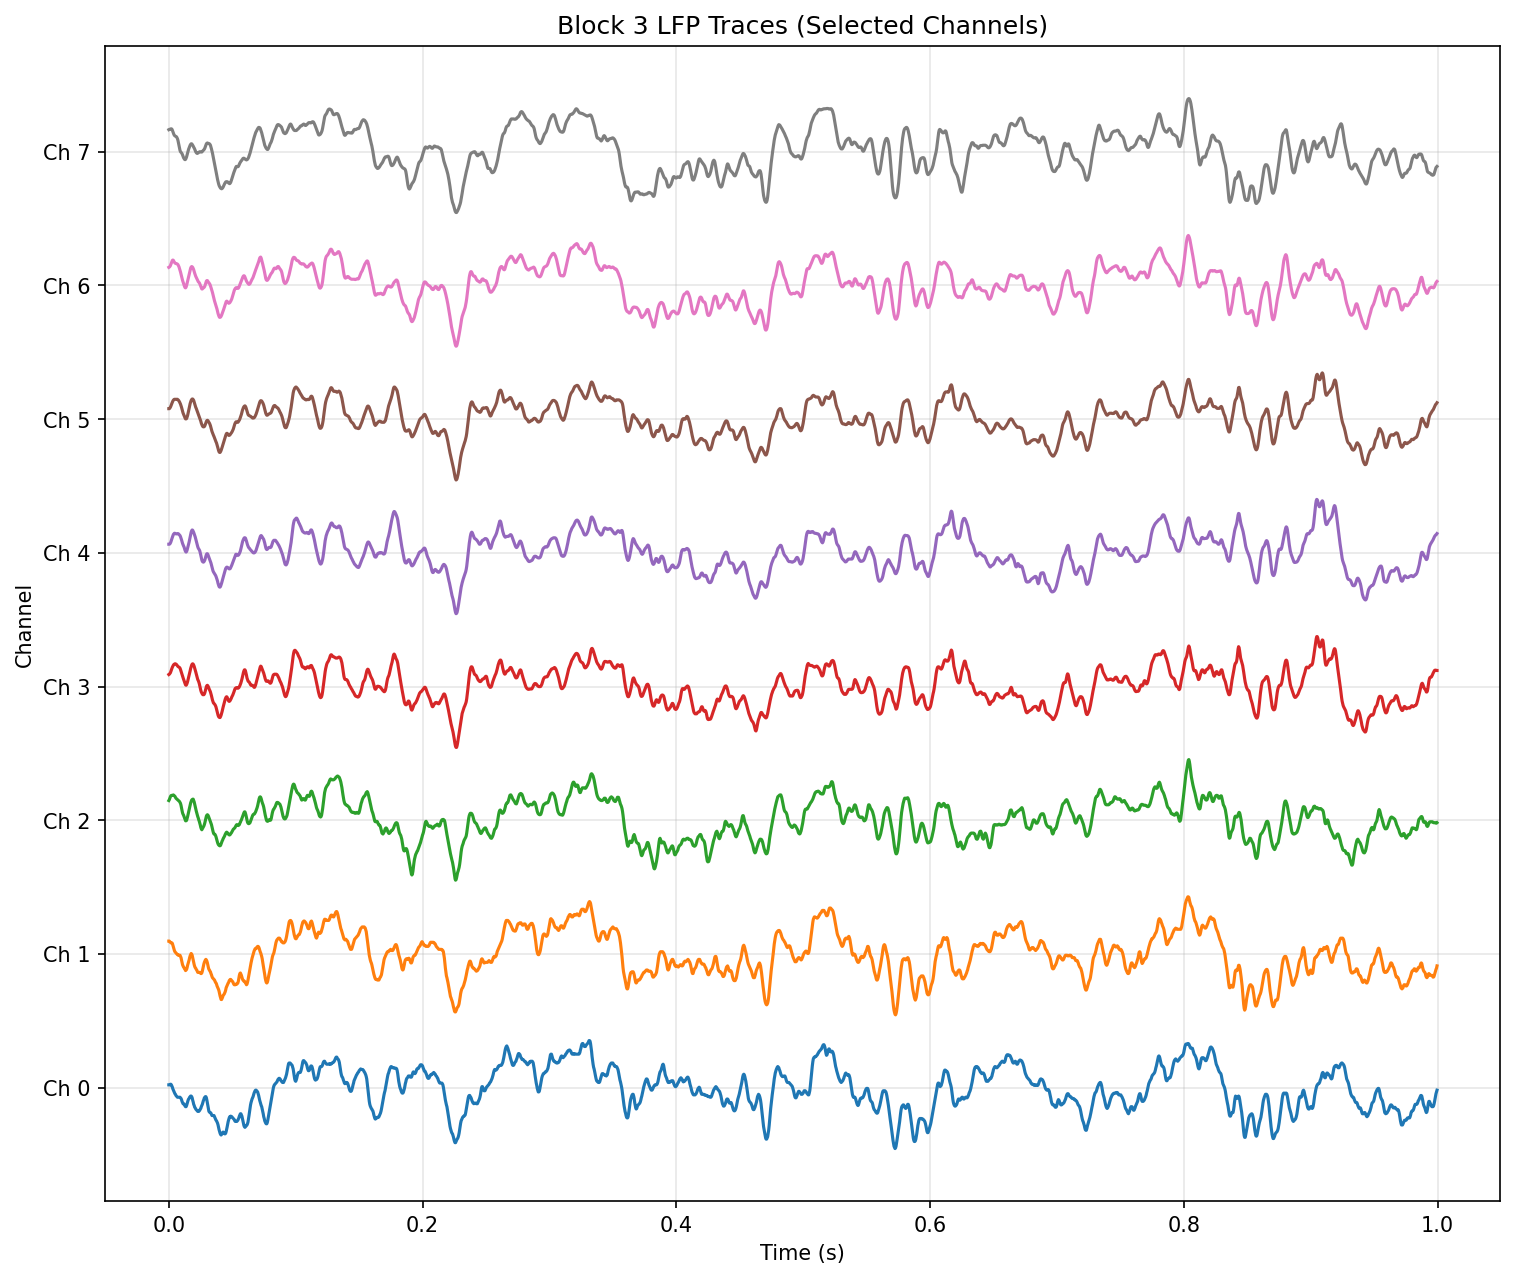 Block 3 LFP Traces (Selected Channels)
Ch 7
Ch 6
Ch 5
Ch 4
Ch 3
Ch 2
Ch 1
Ch 0
Channel
0.0 0.2 0.4 0.6 0.8 1.0
Time (s)